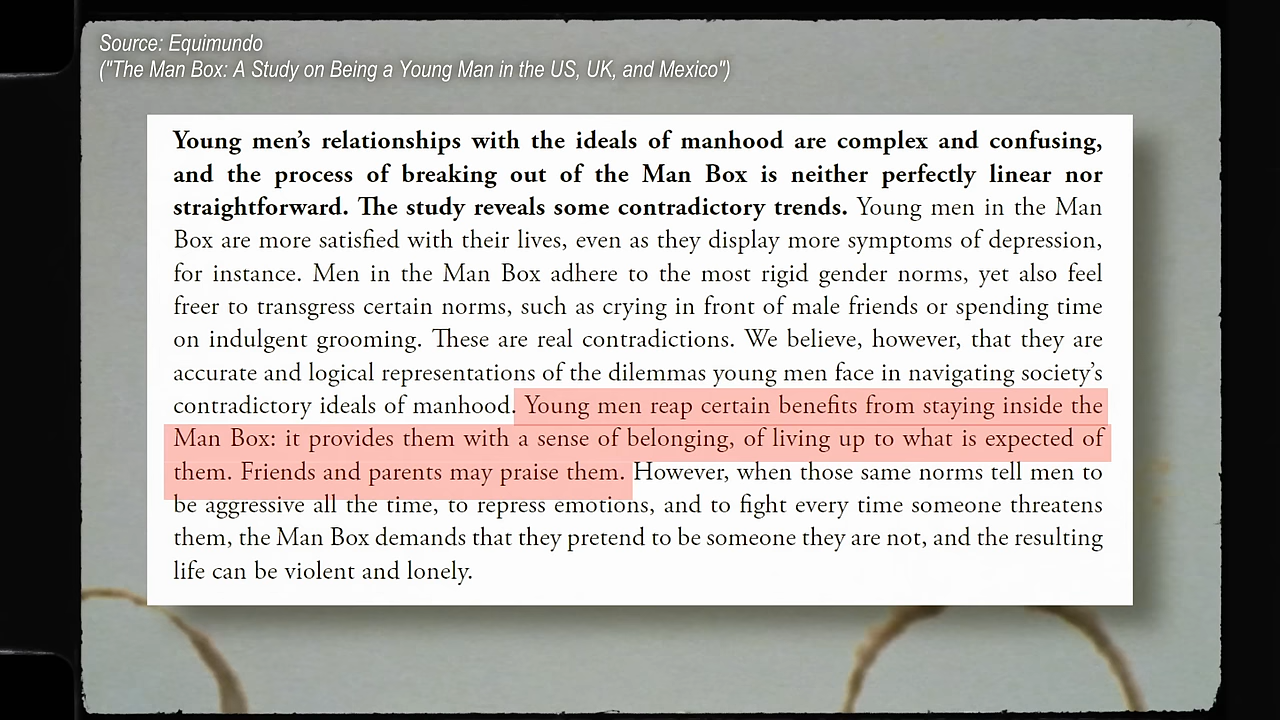 Source: Equimundo
("The Man Box: A Study on Being a Young Man in the US, UK, and Mexico")
Young men’s relationships with the ideals of manhood are complex and confusing,
and the process of breaking out of the Man Box is neither perfectly linear nor
straightforward. The study reveals some contradictory trends. Young men in the Man
Box are more satisfied with their lives, even as they display more symptoms of depression,
for instance. Men in the Man Box adhere to the most rigid gender norms, yet also feel
freer to transgress certain norms, such as crying in front of male friends or spending time
on indulgent grooming. These are real contradictions. We believe, however, that they are
accurate and logical representations of the dilemmas young men face in navigating society’s
contradictory ideals of manhood. Young men reap certain benefits from staying inside the
Man Box: it provides them with a sense of belonging, of living up to what is expected of
them. Friends and parents may praise them. However, when those same norms tell men to
be aggressive all the time, to repress emotions, and to fight every time someone threatens
them, the Man Box demands that they pretend to be someone they are not, and the resulting
life can be violent and lonely.